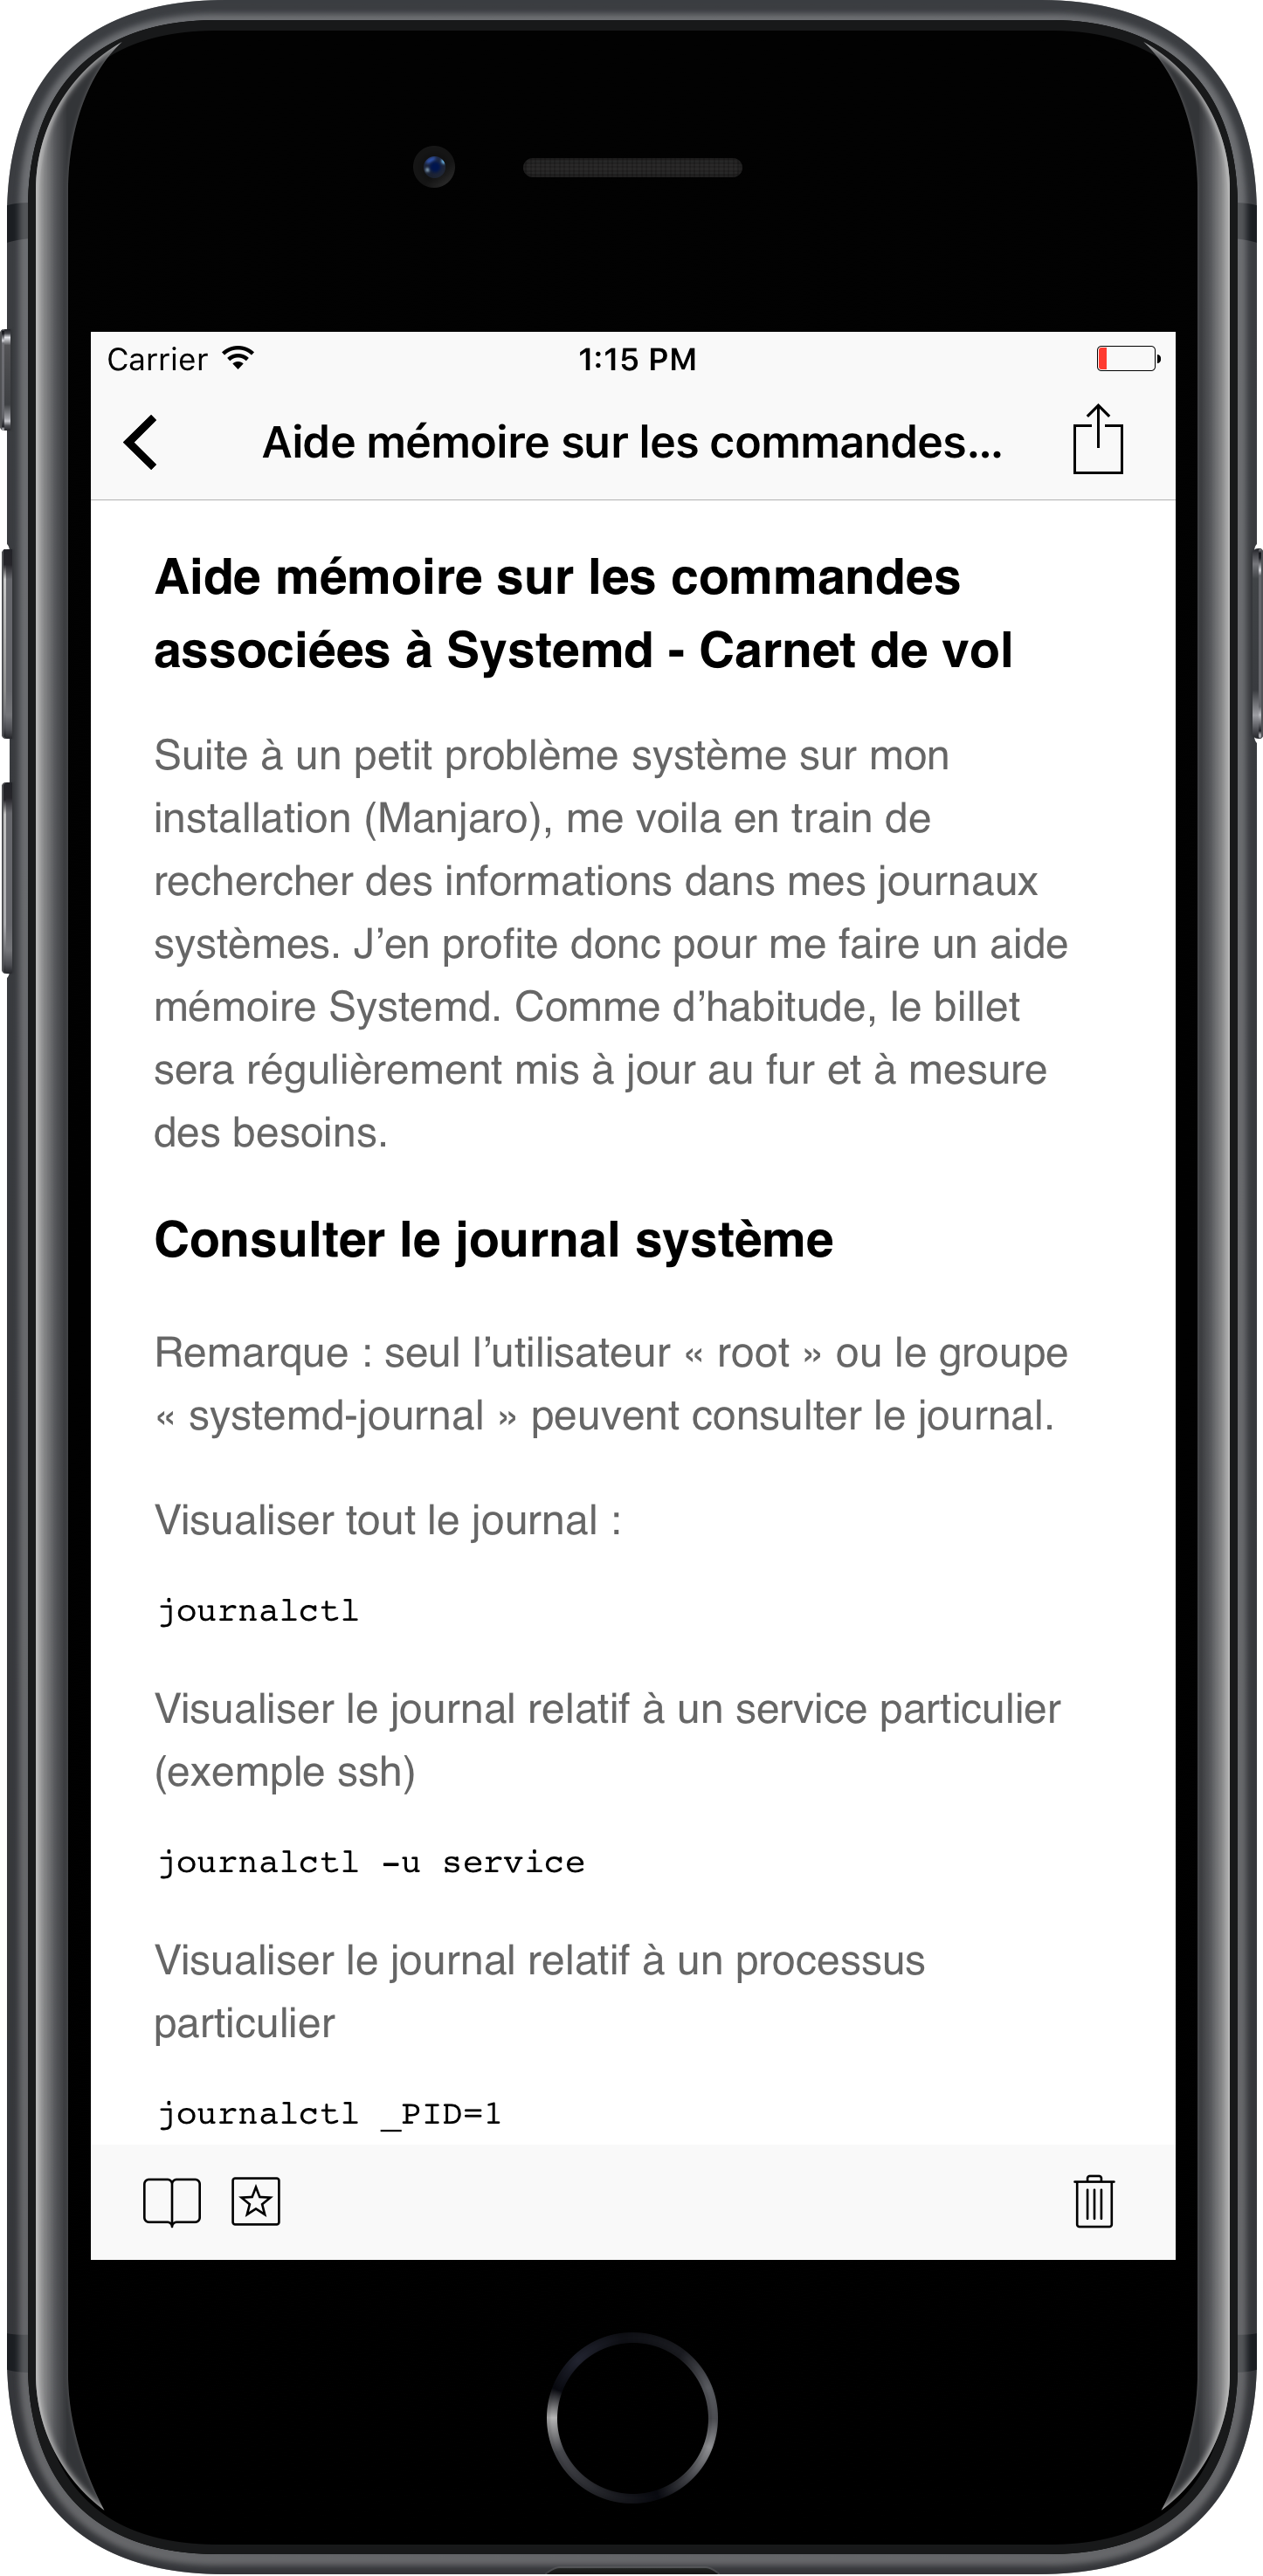 Carrier
1:15 PM
Aide mémoire sur les commandes...
Aide mémoire sur les commandes
associées à Systemd - Carnet de vol
Suite à un petit problème système sur mon
installation (Manjaro), me voila en train de
rechercher des informations dans mes journaux
systèmes. J’en profite donc pour me faire un aide
mémoire Systemd. Comme d’habitude, le billet
sera régulièrement mis à jour au fur et à mesure
des besoins.
Consulter le journal système
Remarque : seul l’utilisateur « root » ou le groupe
« systemd-journal » peuvent consulter le journal.
Visualiser tout le journal :
journalctl
Visualiser le journal relatif à un service particulier
(exemple ssh)
journalctl -u service
Visualiser le journal relatif à un processus
particulier
journalctl _PID=1